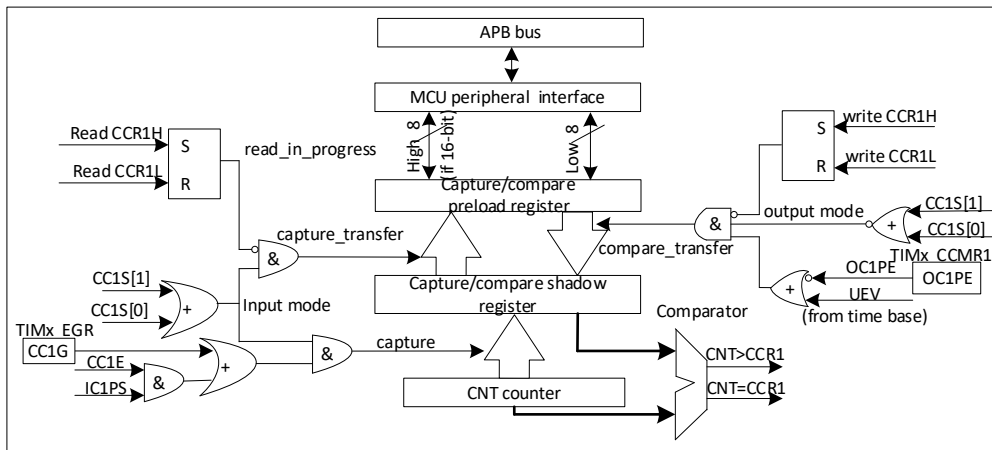 APB bus
MCU peripheral interface
High 8
(if 16-bit)
Low 8
Read CCR1H
Read CCR1L
S
R
read_in_progress
write CCR1H
write CCR1L
S
R
Capture/compare
preload register
capture_transfer
compare_transfer
output mode
CC1S[1]
CC1S[0]
+
&
&
TIMx_CCMR1
OC1PE
OC1PE
UEV
(from time base)
+
Capture/compare shadow
register
CC1S[1]
CC1S[0]
+
Input mode
TIMx_EGR
CC1G
CC1E
IC1PS
&
+
&
capture
Comparator
CNT>CCR1
CNT=CCR1
CNT counter